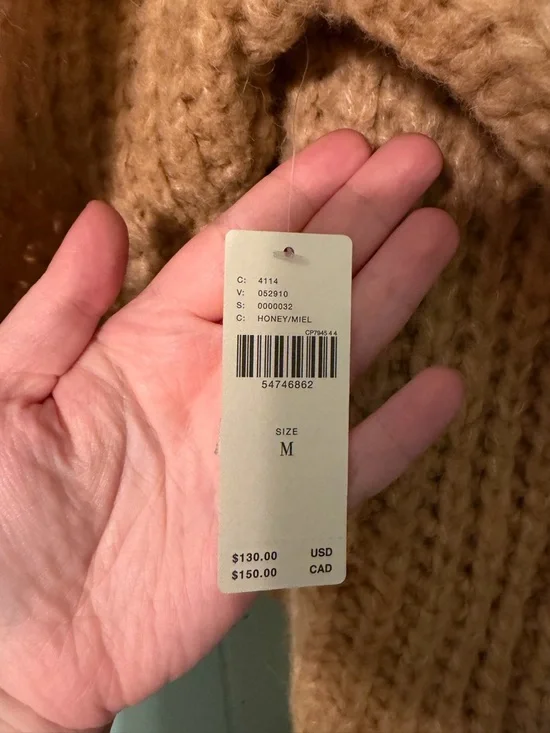 C: 4114
V: 052910
S: 0000032
C: HONEY/MIEL
CP7945 4 4
54746862
SIZE
M
$130.00 USD
$150.00 CAD